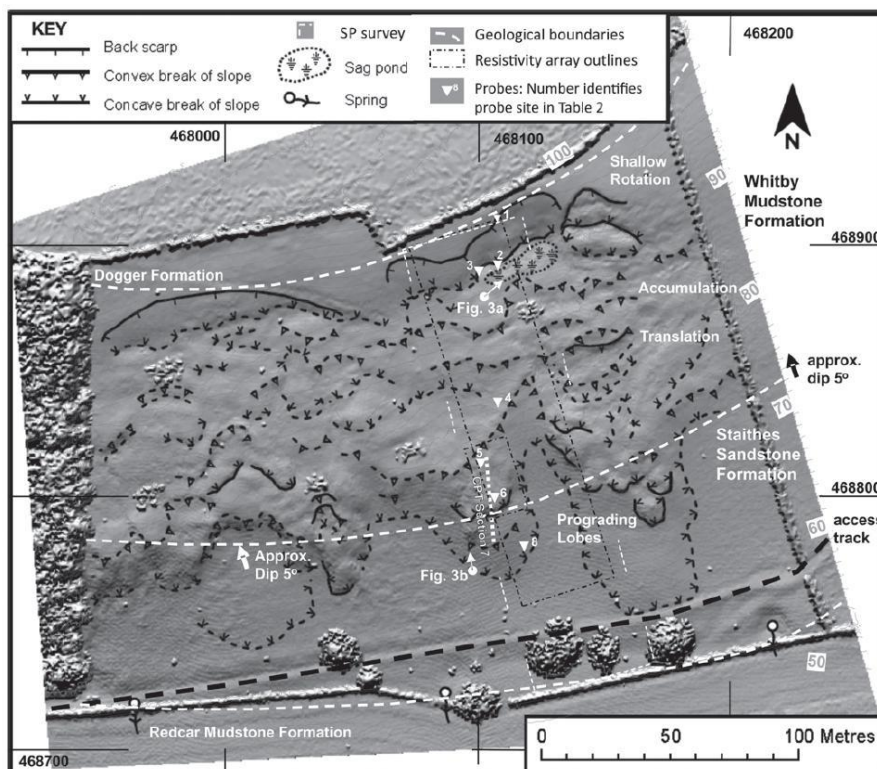 KEY
Back scarp
Convex break of slope
Concave break of slope
SP survey
Sag pond
Spring
Geological boundaries
Resistivity array outlines
8
Probes: Number identifies
probe site in Table 2
468200
N
468000
468100
100
Shallow
Rotation
90
Whitby
Mudstone
Formation
1
468900
Dogger Formation
3
2
Fig. 3a
Accumulation
80
Translation
approx.
dip 5º
4
70
Staithes
Sandstone
Formation
5
6
CPT Section 7
468800
Prograding
Lobes
60
access
track
Approx.
Dip 5º
8
Fig. 3b
50
Redcar Mudstone Formation
468700
0 50 100 Metres